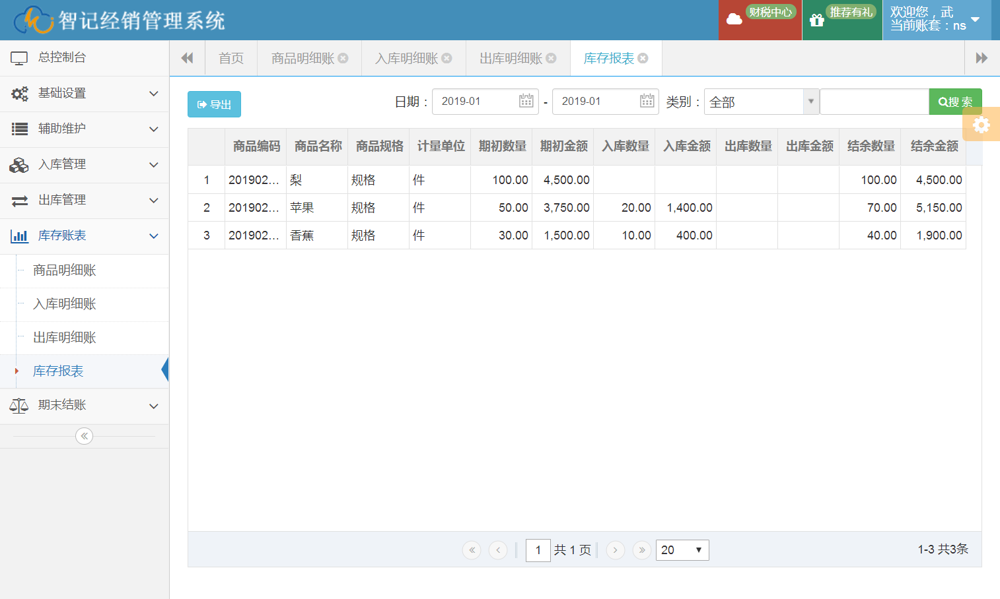 智记经销管理系统
财税中心
推荐有礼
欢迎您，武
当前账套：ns
总控制台
基础设置
辅助维护
入库管理
出库管理
库存账表
商品明细账
入库明细账
出库明细账
库存报表
期末结账
首页 商品明细账 入库明细账 出库明细账 库存报表
导出 日期： 2019-01 - 2019-01 类别： 全部 搜索
商品编码 商品名称 商品规格 计量单位 期初数量 期初金额 入库数量 入库金额 出库数量 出库金额 结余数量 结余金额
1 201902... 梨 规格 件 100.00 4,500.00 100.00 4,500.00
2 201902... 苹果 规格 件 50.00 3,750.00 20.00 1,400.00 70.00 5,150.00
3 201902... 香蕉 规格 件 30.00 1,500.00 10.00 400.00 40.00 1,900.00
1 共 1 页 20 1-3 共3条